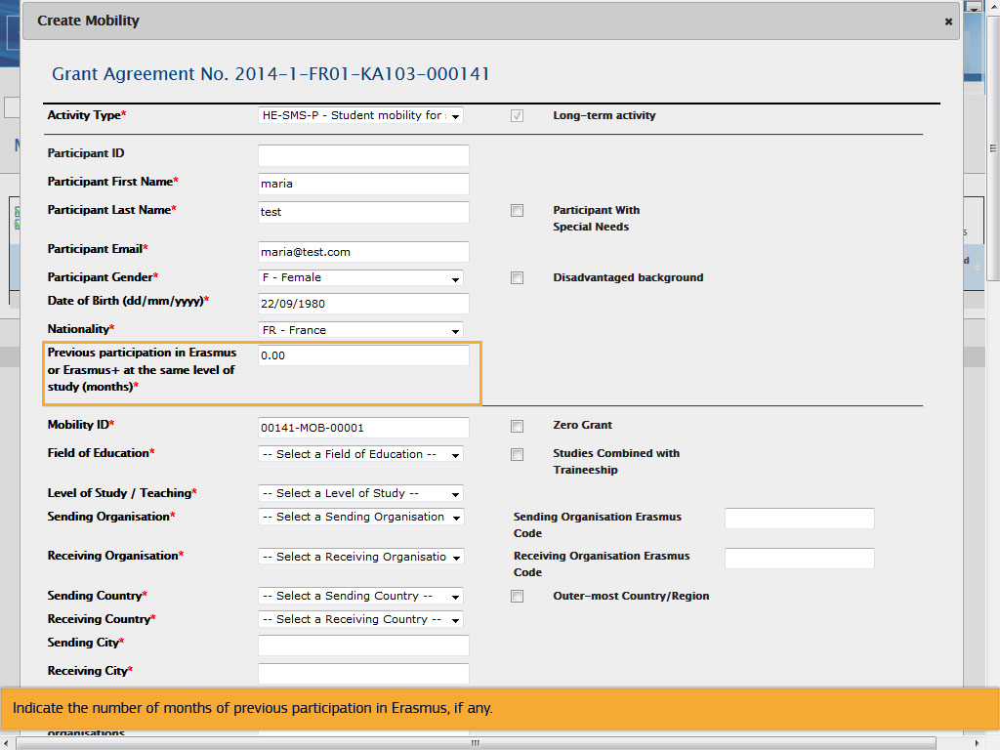 Create Mobility
Grant Agreement No. 2014-1-FR01-KA103-000141
Activity Type* HE-SMS-P - Student mobility for Long-term activity
Participant ID
Participant First Name* maria
Participant Last Name* test Participant With
Special Needs
Participant Email* maria@test.com
Participant Gender* F - Female Disadvantaged background
Date of Birth (dd/mm/yyyy)* 22/09/1980
Nationality* FR - France
Previous participation in Erasmus 0.00
or Erasmus+ at the same level of
study (months)*
Mobility ID* 00141-MOB-00001 Zero Grant
Field of Education* -- Select a Field of Education -- Studies Combined with
Traineeship
Level of Study / Teaching* -- Select a Level of Study --
Sending Organisation* -- Select a Sending Organisation Sending Organisation Erasmus
Code
Receiving Organisation* -- Select a Receiving Organisatio Receiving Organisation Erasmus
Code
Sending Country* -- Select a Sending Country -- Outer-most Country/Region
Receiving Country* -- Select a Receiving Country --
Sending City*
Receiving City*
Indicate the number of months of previous participation in Erasmus, if any.
organisations